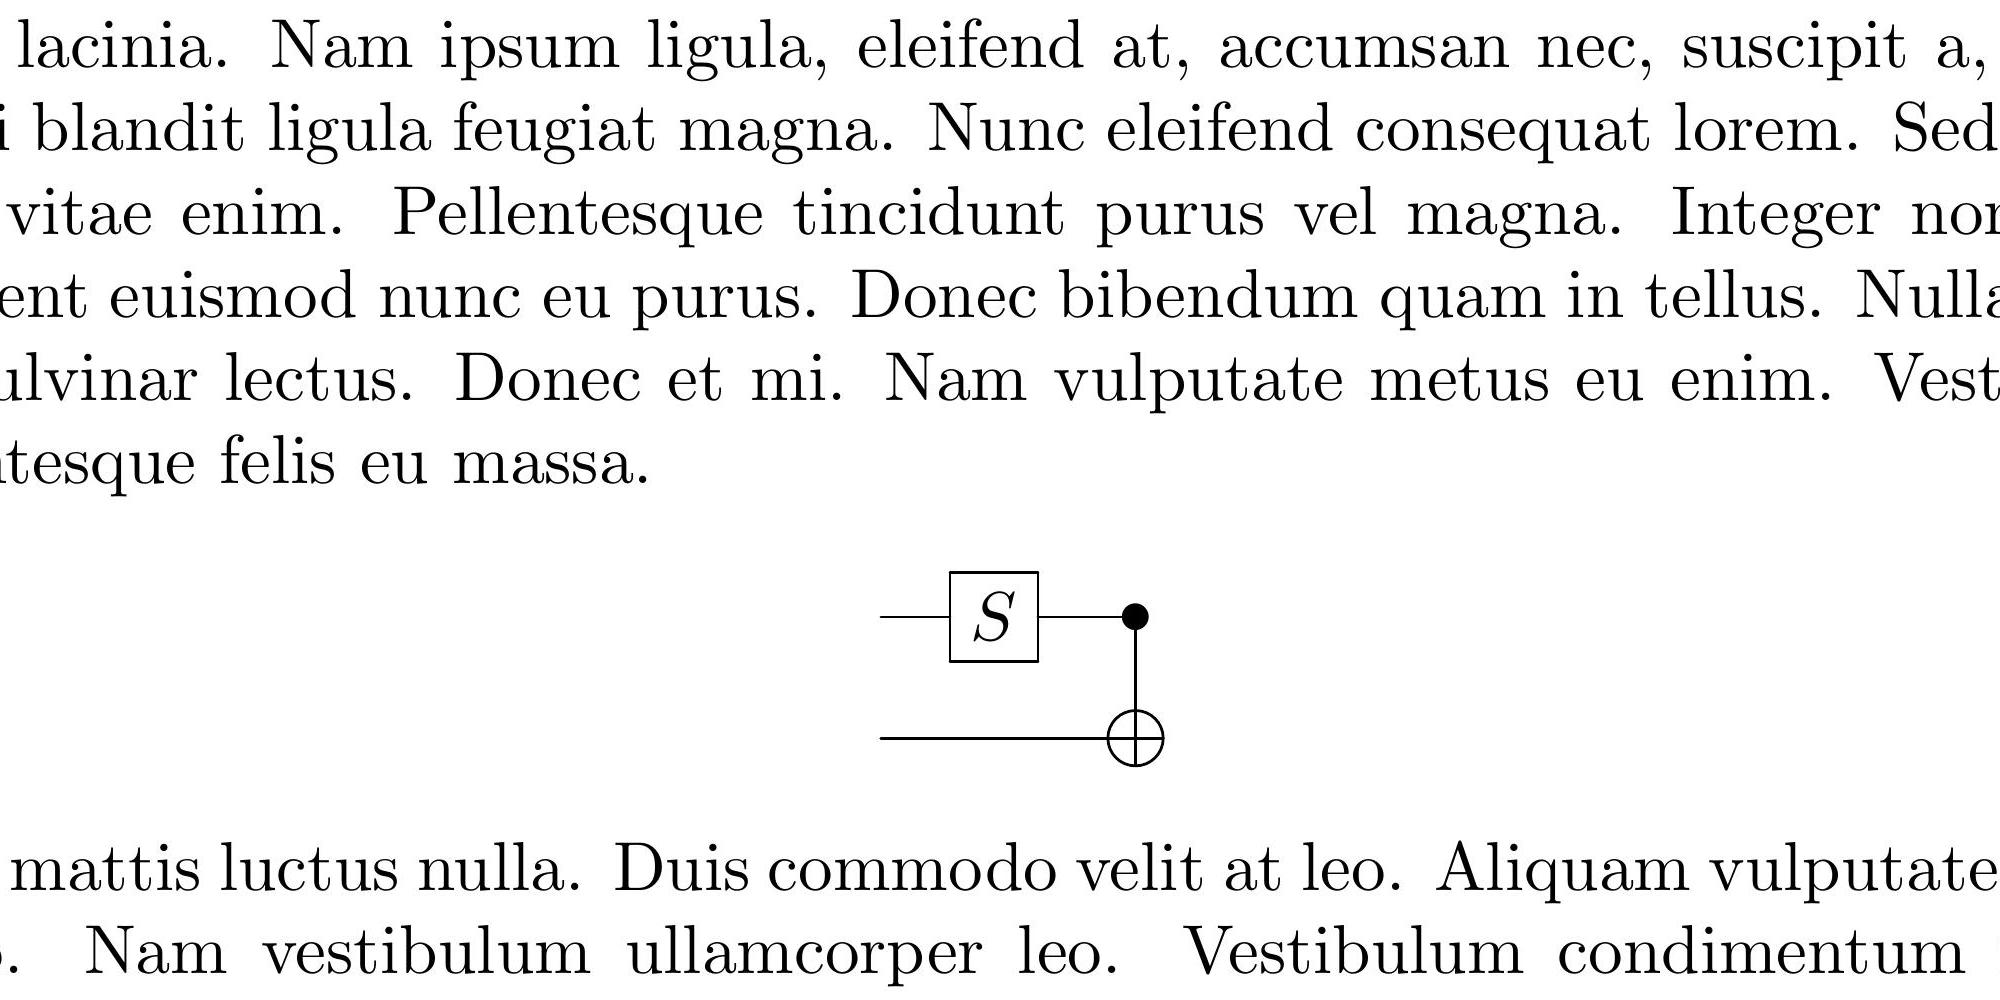 lacinia. Nam ipsum ligula, eleifend at, accumsan nec, suscipit a,
blandit ligula feugiat magna. Nunc eleifend consequat lorem. Sed
vitae enim. Pellentesque tincidunt purus vel magna. Integer non
ent euismod nunc eu purus. Donec bibendum quam in tellus. Nulla
ulvinar lectus. Donec et mi. Nam vulputate metus eu enim. Vest
tesque felis eu massa.
S
mattis luctus nulla. Duis commodo velit at leo. Aliquam vulputate
Nam vestibulum ullamcorper leo. Vestibulum condimentum